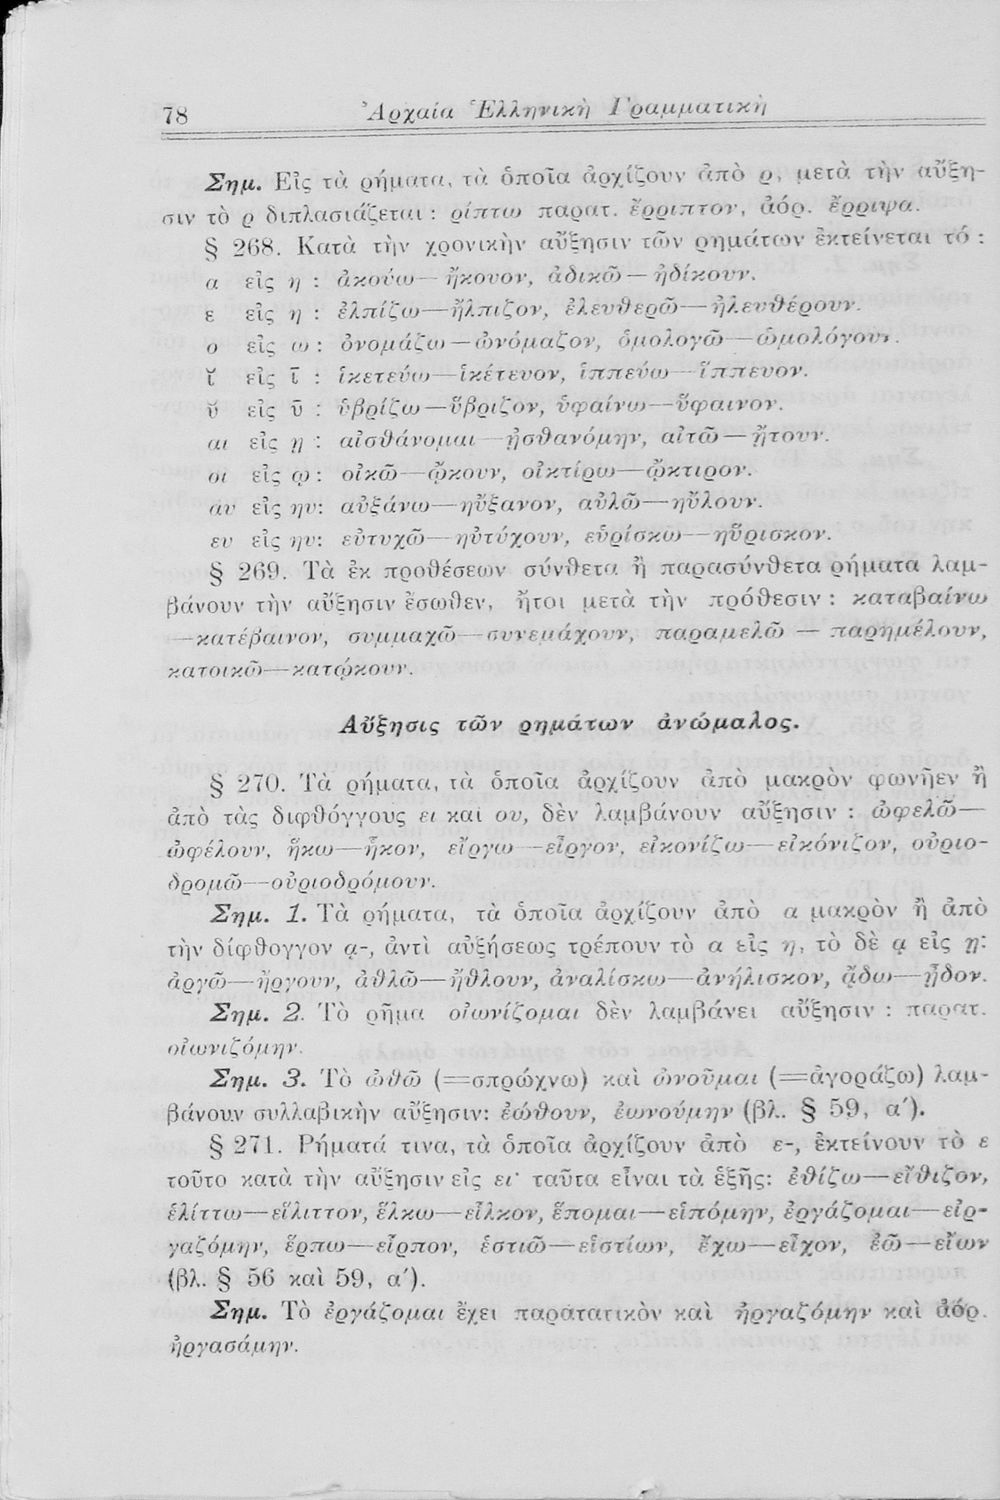 78 Ἀρχαία Ἑλληνικὴ Γραμματικὴ
Σημ. Εἰς τὰ ρήματα, τὰ ὁποῖα ἀρχίζουν ἀπὸ ρ, μετὰ τὴν αὔξη-
σιν τὸ ρ διπλασιάζεται : ρίπτω παρατ. ἔρριπτον, ἀόρ. ἔρριψα.
§ 268. Κατὰ τὴν χρονικὴν αὔξησιν τῶν ρημάτων ἐκτείνεται τό :
α εἰς η : ἀκούω—ἤκουον, ἀδικῶ—ἠδίκουν.
ε εἰς η : ἐλπίζω—ἤλπιζον, ἐλευθερῶ—ἠλευθέρουν.
ο εἰς ω : ὀνομάζω—ὠνόμαζον, ὁμολογῶ—ὡμολόγουν.
ῐ εἰς ῑ : ἱκετεύω—ἱκέτευον, ἱππεύω—ἵππευον.
ῠ εἰς ῡ : ὑβρίζω—ὕβριζον, ὑφαίνω—ὕφαινον.
αι εἰς ῃ : αἰσθάνομαι—ᾐσθανόμην, αἰτῶ—ᾔτουν.
οι εἰς ῳ : οἰκῶ—ᾤκουν, οἰκτίρω—ᾤκτιρον.
αυ εἰς ηυ: αὐξάνω—ηὔξανον, αὐλῶ—ηὔλουν.
ευ εἰς ηυ: εὐτυχῶ—ηὐτύχουν, εὑρίσκω—ηὕρισκον.
§ 269. Τὰ ἐκ προθέσεων σύνθετα ἢ παρασύνθετα ρήματα λαμ-
βάνουν τὴν αὔξησιν ἔσωθεν, ἤτοι μετὰ τὴν πρόθεσιν : καταβαίνω
—κατέβαινον, συμμαχῶ—συνεμάχουν, παραμελῶ — παρημέλουν,
κατοικῶ—κατῴκουν.
Αὔξησις τῶν ρημάτων ἀνώμαλος.
§ 270. Τὰ ρήματα, τὰ ὁποῖα ἀρχίζουν ἀπὸ μακρὸν φωνῆεν ἢ
ἀπὸ τὰς διφθόγγους ει καὶ ου, δὲν λαμβάνουν αὔξησιν : ὠφελῶ—
ὠφέλουν, ἥκω—ἧκον, εἴργω—εἶργον, εἰκονίζω—εἰκόνιζον, οὐριο-
δρομῶ—οὐριοδρόμουν.
Σημ. 1. Τὰ ρήματα, τὰ ὁποῖα ἀρχίζουν ἀπὸ α μακρὸν ἢ ἀπὸ
τὴν δίφθογγον ᾳ-, ἀντὶ αὐξήσεως τρέπουν τὸ α εἰς η, τὸ δὲ ᾳ εἰς ῃ:
ἀργῶ—ἤργουν, ἀθλῶ—ἤθλουν, ἀναλίσκω—ἀνήλισκον, ᾄδω—ᾖδον.
Σημ. 2. Τὸ ρῆμα οἰωνίζομαι δὲν λαμβάνει αὔξησιν : παρατ.
οἰωνιζόμην.
Σημ. 3. Τὸ ὠθῶ (=σπρώχνω) καὶ ὠνοῦμαι (=ἀγοράζω) λαμ-
βάνουν συλλαβικὴν αὔξησιν: ἐώθουν, ἐωνούμην (βλ. § 59, α΄).
§ 271. Ρήματά τινα, τὰ ὁποῖα ἀρχίζουν ἀπὸ ε-, ἐκτείνουν τὸ ε
τοῦτο κατὰ τὴν αὔξησιν εἰς ει· ταῦτα εἶναι τὰ ἑξῆς: ἐθίζω—εἴθιζον,
ἑλίττω—εἵλιττον, ἕλκω—εἷλκον, ἕπομαι—εἱπόμην, ἐργάζομαι—εἰρ-
γαζόμην, ἕρπω—εἷρπον, ἑστιῶ—εἱστίων, ἔχω—εἶχον, ἐῶ—εἴων
(βλ. § 56 καὶ 59, α΄).
Σημ. Τὸ ἐργάζομαι ἔχει παρατατικὸν καὶ ἠργαζόμην καὶ ἀόρ.
ἠργασάμην.